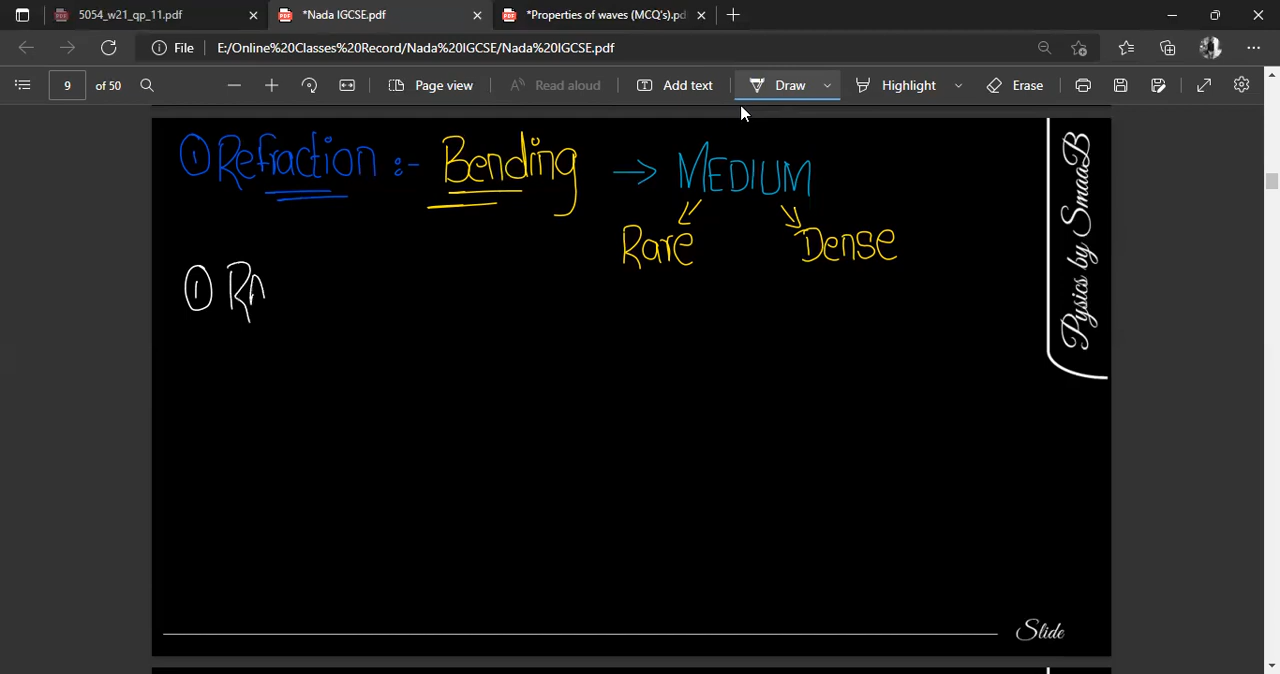 5054_w21_qp_11.pdf
*Nada IGCSE.pdf
*Properties of waves (MCQ's).pd
File
E:/Online%20Classes%20Record/Nada%20IGCSE/Nada%20IGCSE.pdf
9 of 50
Page view
Read aloud
Add text
Draw
Highlight
Erase
① Refraction :- Bending → MEDIUM
Rare Dense
① Ra
Pysics by SmaaB
Slide